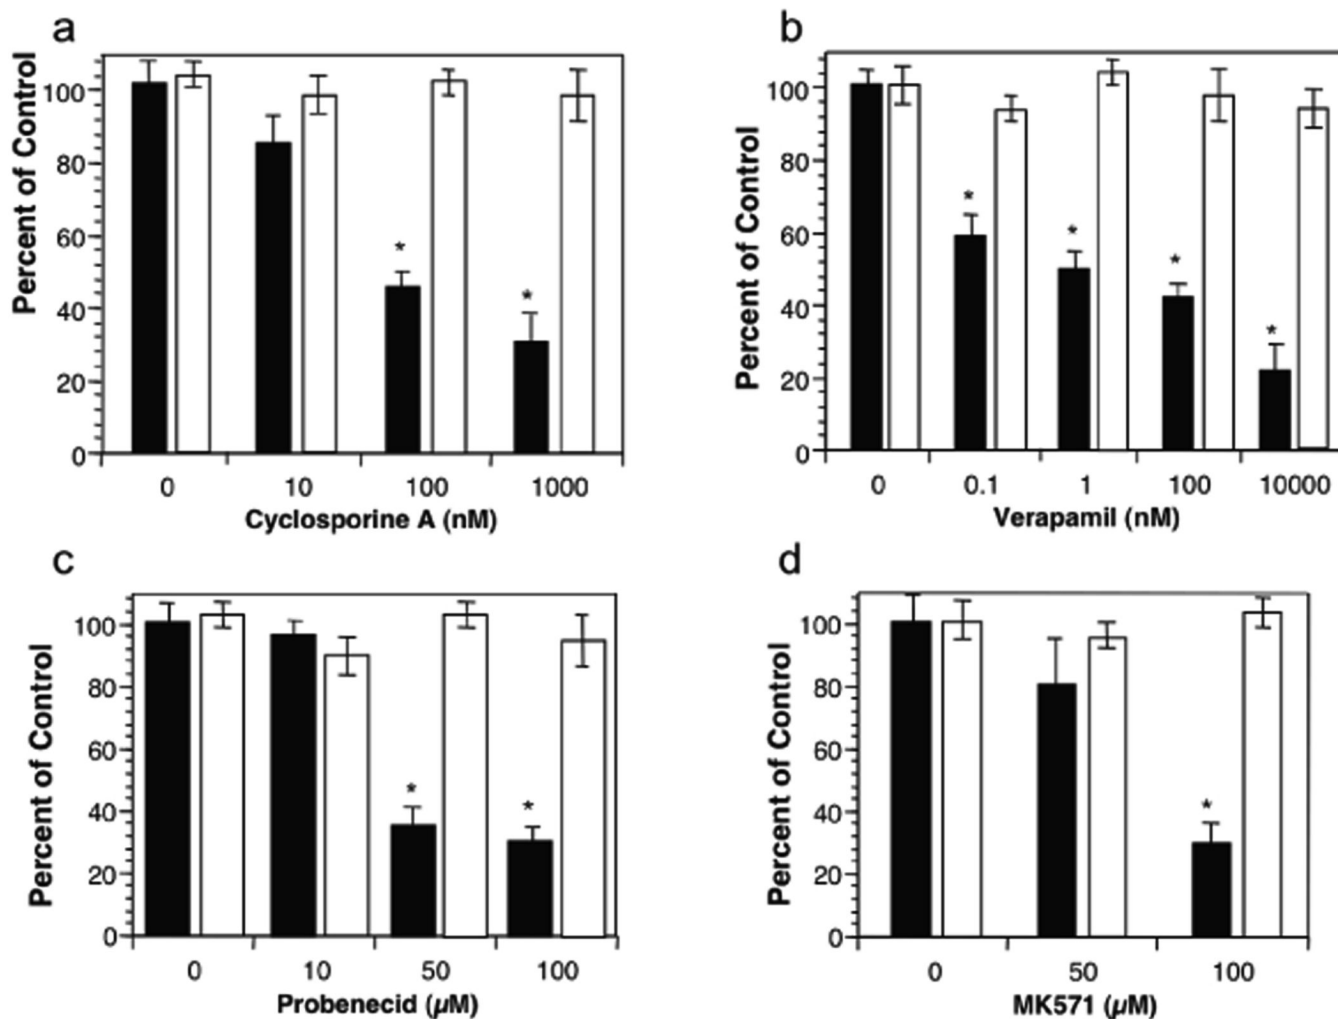 a
Percent of Control
100
80
60
40
20
0
*
*
0 10 100 1000
Cyclosporine A (nM)
b
Percent of Control
100
80
60
40
20
0
*
*
*
*
0 0.1 1 100 10000
Verapamil (nM)
c
Percent of Control
100
80
60
40
20
0
*
*
0 10 50 100
Probenecid (µM)
d
Percent of Control
100
80
60
40
20
0
*
0 50 100
MK571 (µM)